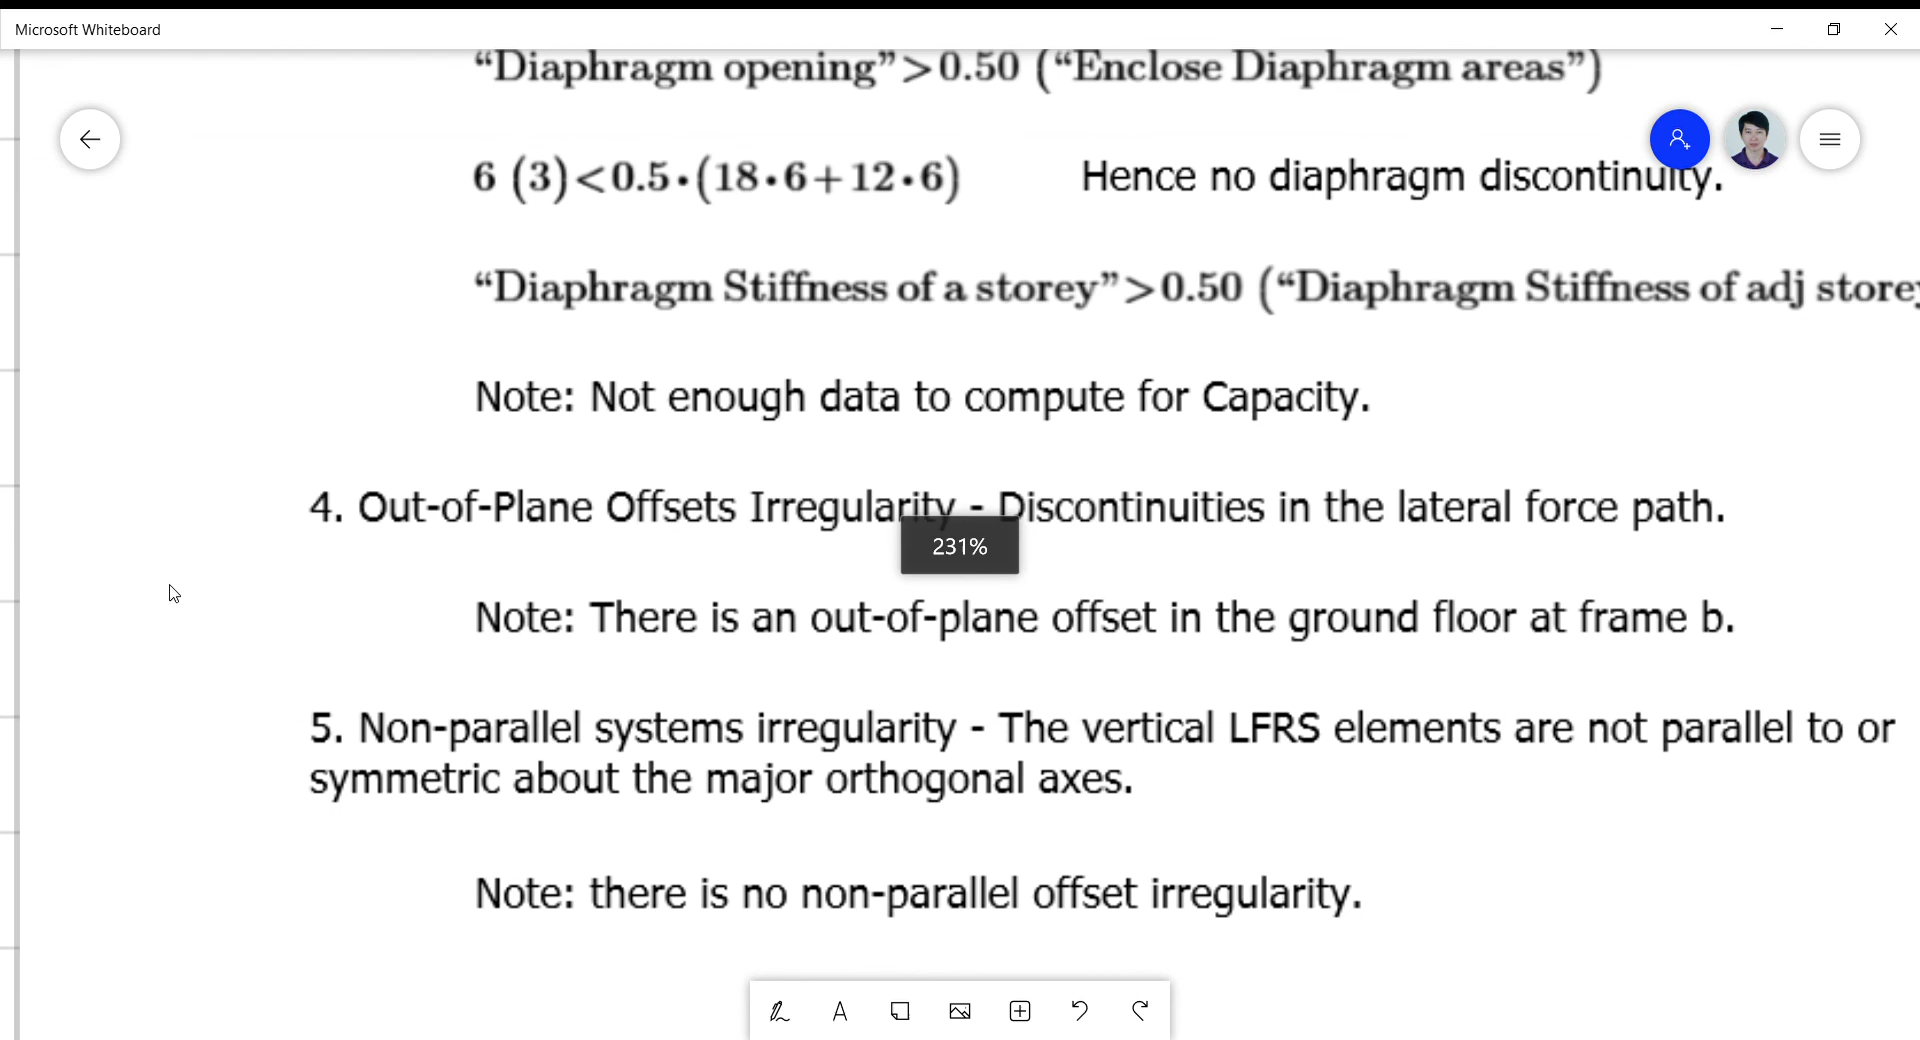 Microsoft Whiteboard
“Diaphragm opening”>0.50 (“Enclose Diaphragm areas”)
6 (3)<0.5·(18·6+12·6) Hence no diaphragm discontinuity.
“Diaphragm Stiffness of a storey”>0.50 (“Diaphragm Stiffness of adj storey
Note: Not enough data to compute for Capacity.
4. Out-of-Plane Offsets Irregularity - Discontinuities in the lateral force path.
231%
Note: There is an out-of-plane offset in the ground floor at frame b.
5. Non-parallel systems irregularity - The vertical LFRS elements are not parallel to or
symmetric about the major orthogonal axes.
Note: there is no non-parallel offset irregularity.